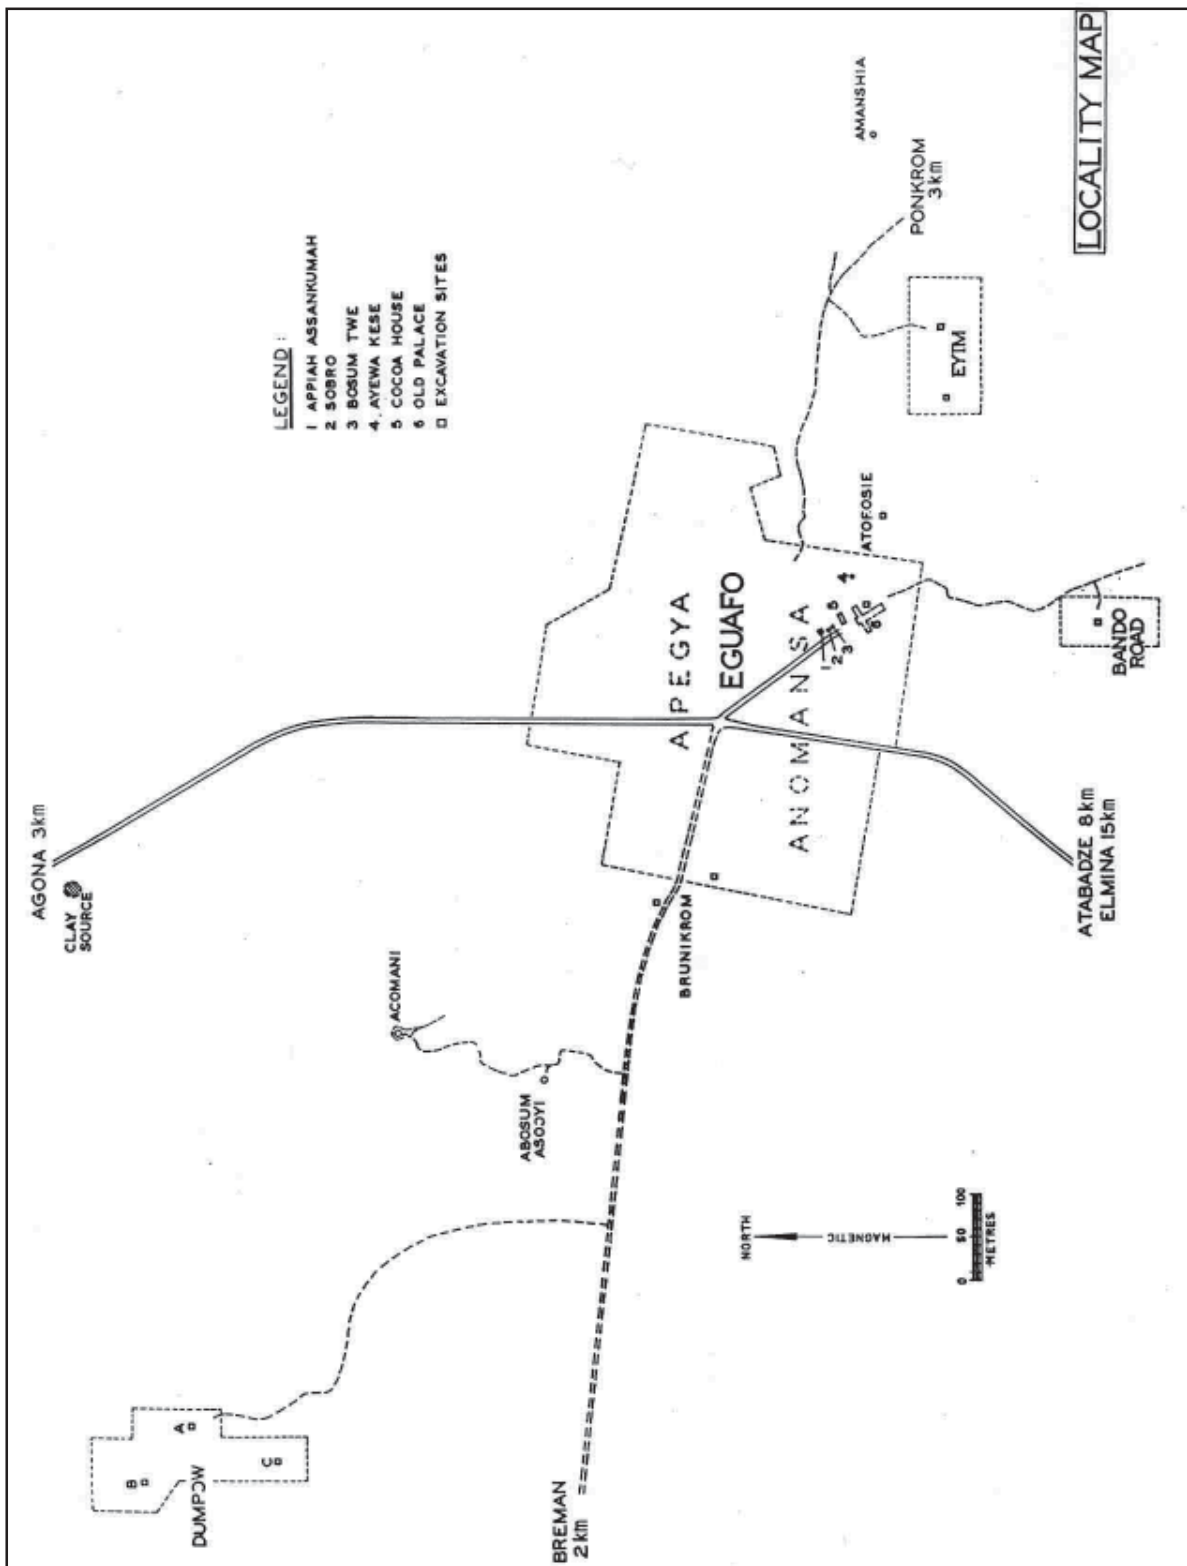 LOCALITY MAP
LEGEND :
1 APPIAH ASSANKUMAH
2 SOBRO
3 BOSUM TWE
4. AYEWA KESE
5 COCOA HOUSE
6 OLD PALACE
□ EXCAVATION SITES
AGONA 3km
CLAY
SOURCE
ACOMANI
ABOSUM
ASOƆYI
DUMPƆW
A
B
C
BREMAN
2km
BRUNIKROM
APEGYA
EGUAFO
ANOMANSA
1
2
3
4
5
6
ATOFOSIE
EYIM
PONKROM
3km
AMANSHIA
BANDO
ROAD
ATABADZE 8km
ELMINA 15km
NORTH
MAGNETIC
0 50 100
METRES